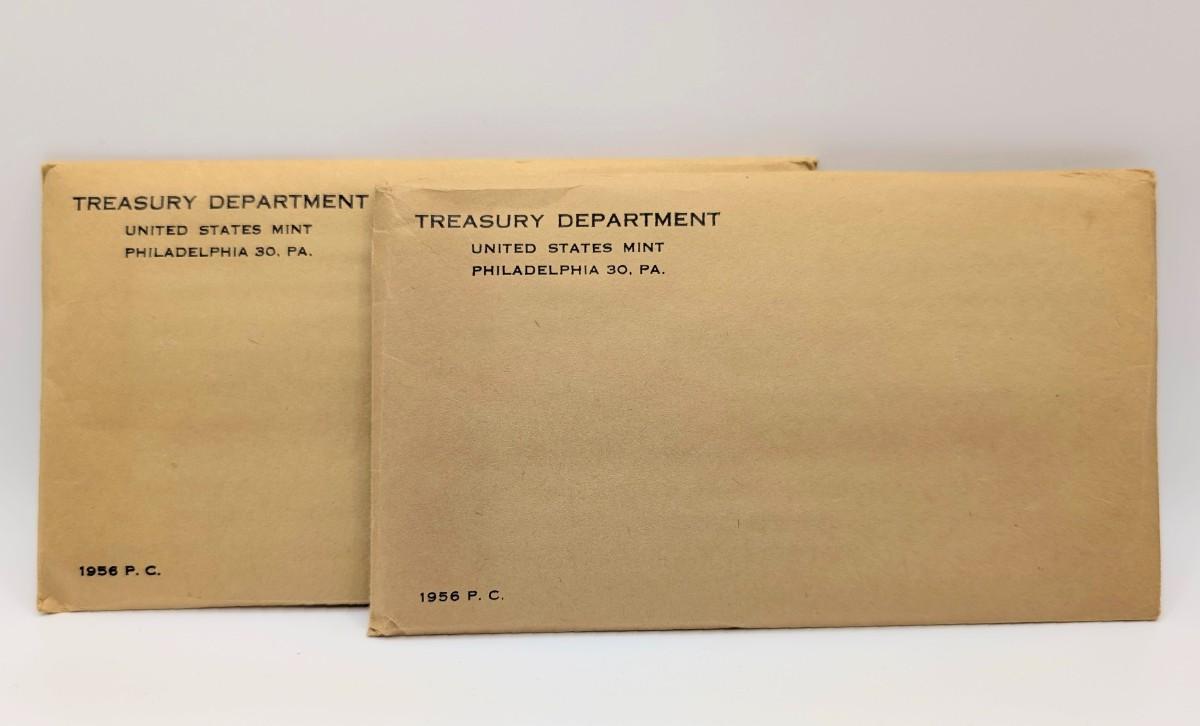 TREASURY DEPARTMENT
UNITED STATES MINT
PHILADELPHIA 30, PA.
1956 P. C.
TREASURY DEPARTMENT
UNITED STATES MINT
PHILADELPHIA 30, PA.
1956 P. C.